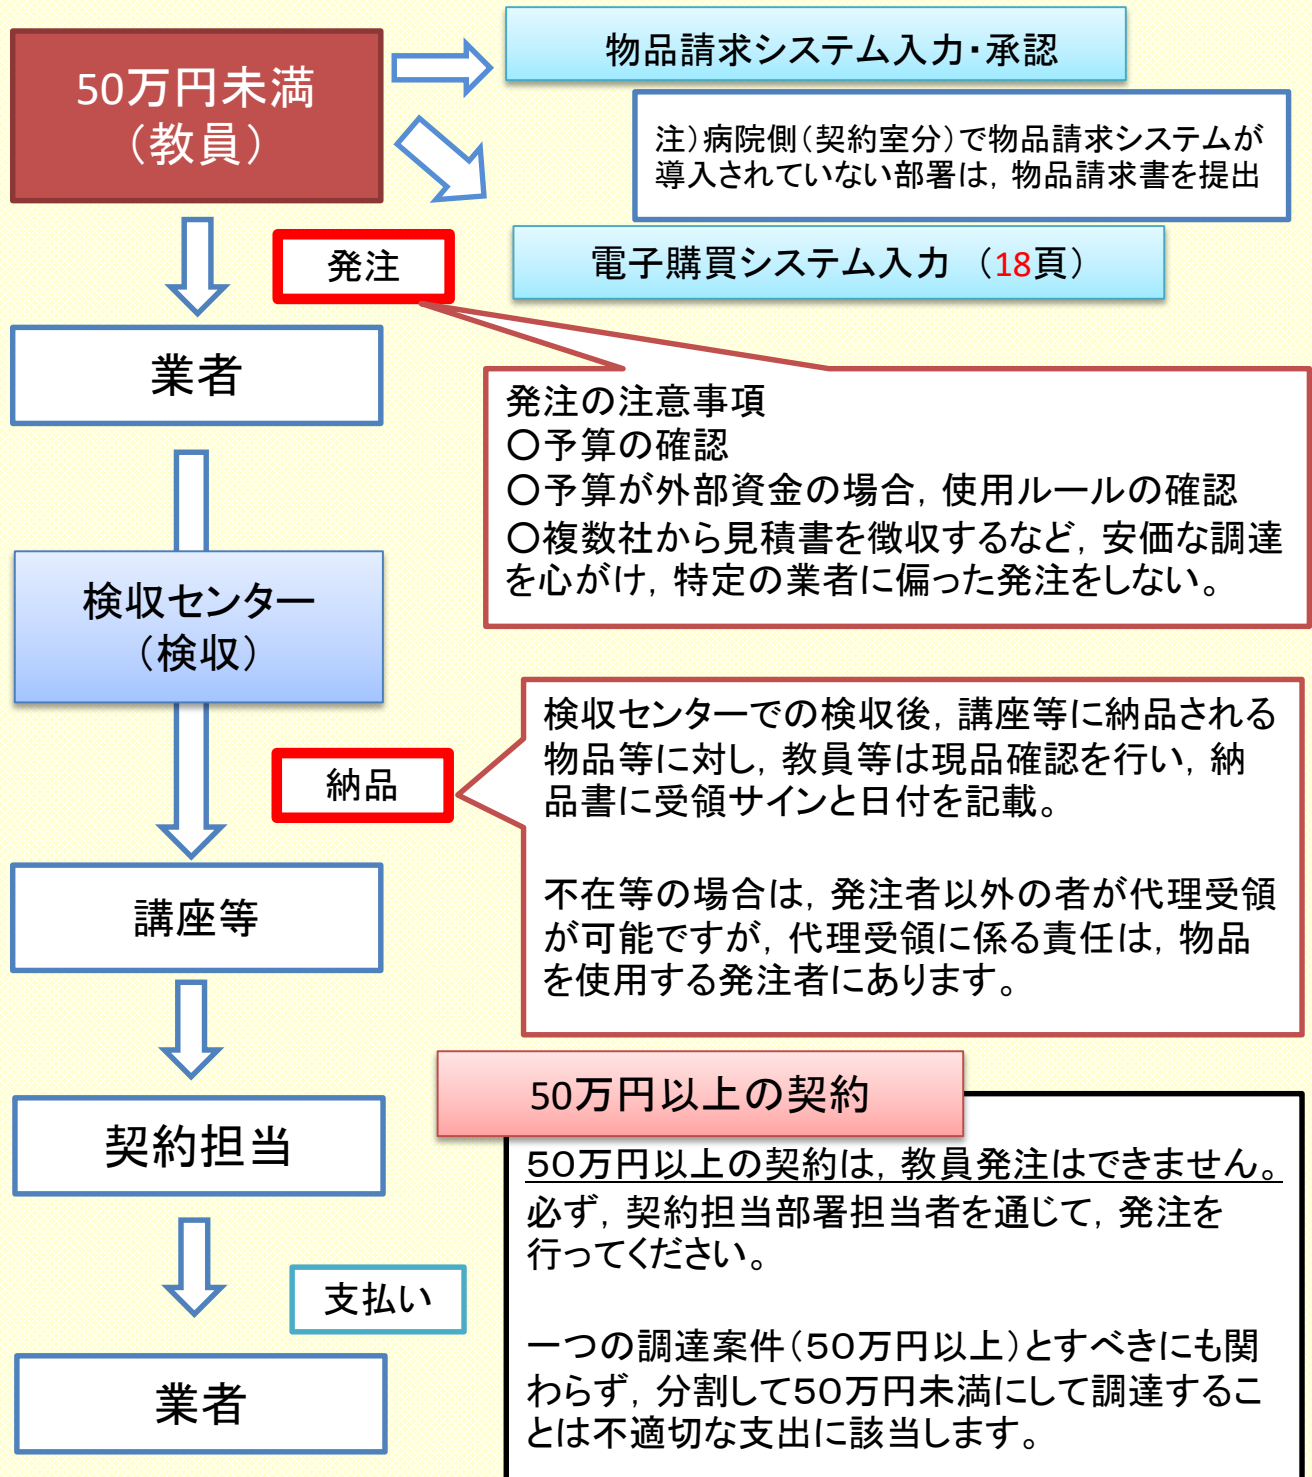 50万円未満
（教員）
物品請求システム入力・承認
注）病院側（契約室分）で物品請求システムが
導入されていない部署は，物品請求書を提出
電子購買システム入力 （18頁）
発注
業者
発注の注意事項
○予算の確認
○予算が外部資金の場合，使用ルールの確認
○複数社から見積書を徴収するなど，安価な調達
を心がけ，特定の業者に偏った発注をしない。
検収センター
（検収）
納品
検収センターでの検収後，講座等に納品される
物品等に対し，教員等は現品確認を行い，納
品書に受領サインと日付を記載。
不在等の場合は，発注者以外の者が代理受領
が可能ですが，代理受領に係る責任は，物品
を使用する発注者にあります。
講座等
契約担当
支払い
業者
50万円以上の契約
５０万円以上の契約は，教員発注はできません。
必ず，契約担当部署担当者を通じて，発注を
行ってください。
一つの調達案件（５０万円以上）とすべきにも関
わらず，分割して５０万円未満にして調達するこ
とは不適切な支出に該当します。